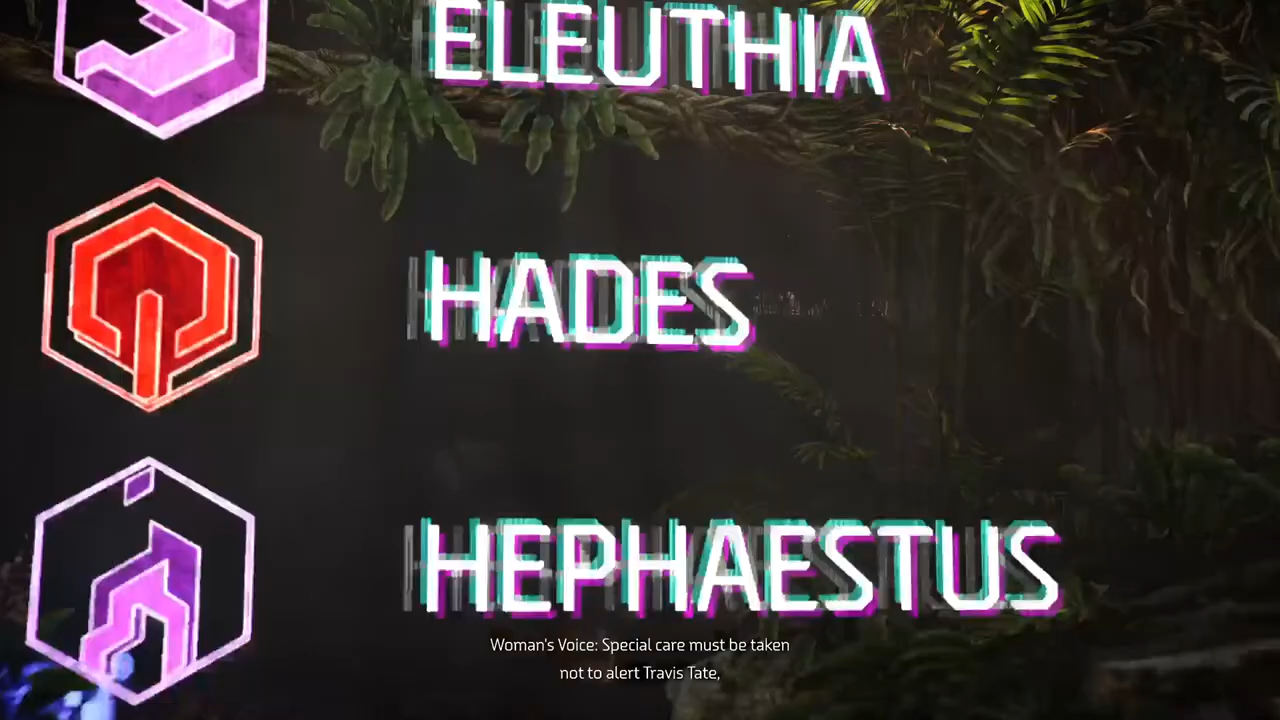 ELEUTHIA
HADES
HEPHAESTUS
Woman's Voice: Special care must be taken
not to alert Travis Tate,